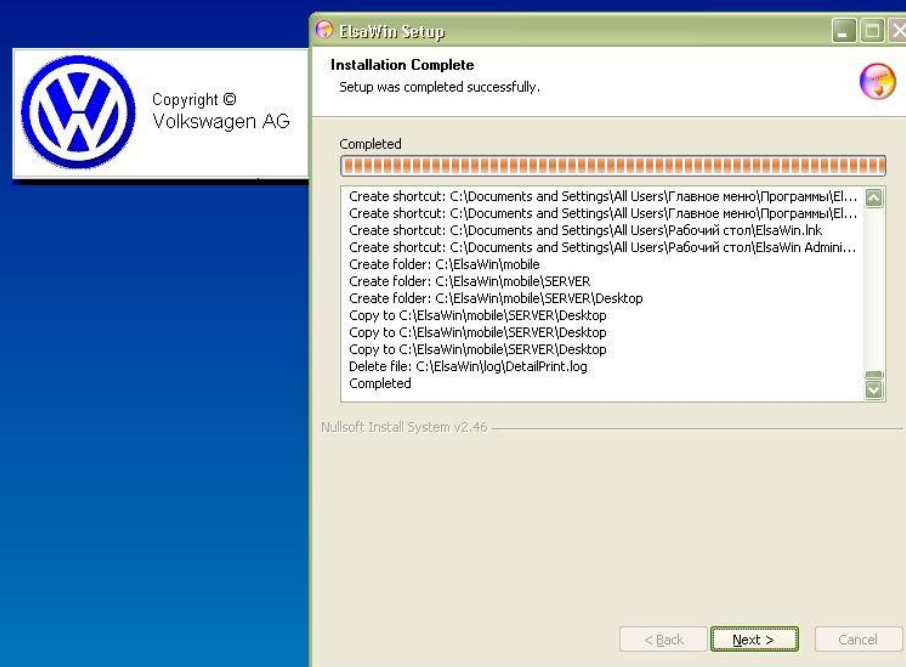 ElsaWin Setup
Installation Complete
Setup was completed successfully.
Copyright ©
Volkswagen AG
Completed
Create shortcut: C:\Documents and Settings\All Users\Главное меню\Программы\El...
Create shortcut: C:\Documents and Settings\All Users\Главное меню\Программы\El...
Create shortcut: C:\Documents and Settings\All Users\Рабочий стол\ElsaWin.lnk
Create shortcut: C:\Documents and Settings\All Users\Рабочий стол\ElsaWin Admini...
Create folder: C:\ElsaWin\mobile
Create folder: C:\ElsaWin\mobile\SERVER
Create folder: C:\ElsaWin\mobile\SERVER\Desktop
Copy to C:\ElsaWin\mobile\SERVER\Desktop
Copy to C:\ElsaWin\mobile\SERVER\Desktop
Copy to C:\ElsaWin\mobile\SERVER\Desktop
Delete file: C:\ElsaWin\log\DetailPrint.log
Completed
Nullsoft Install System v2.46
< Back Next > Cancel